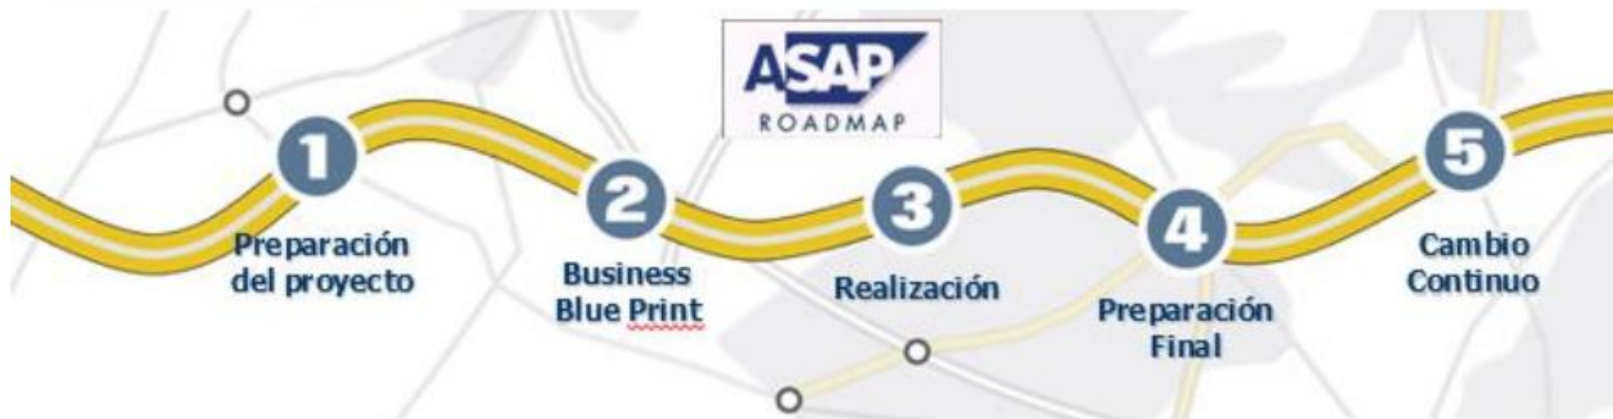 ASAP
ROADMAP
1
Preparación
del proyecto
2
Business
Blue Print
3
Realización
4
Preparación
Final
5
Cambio
Continuo